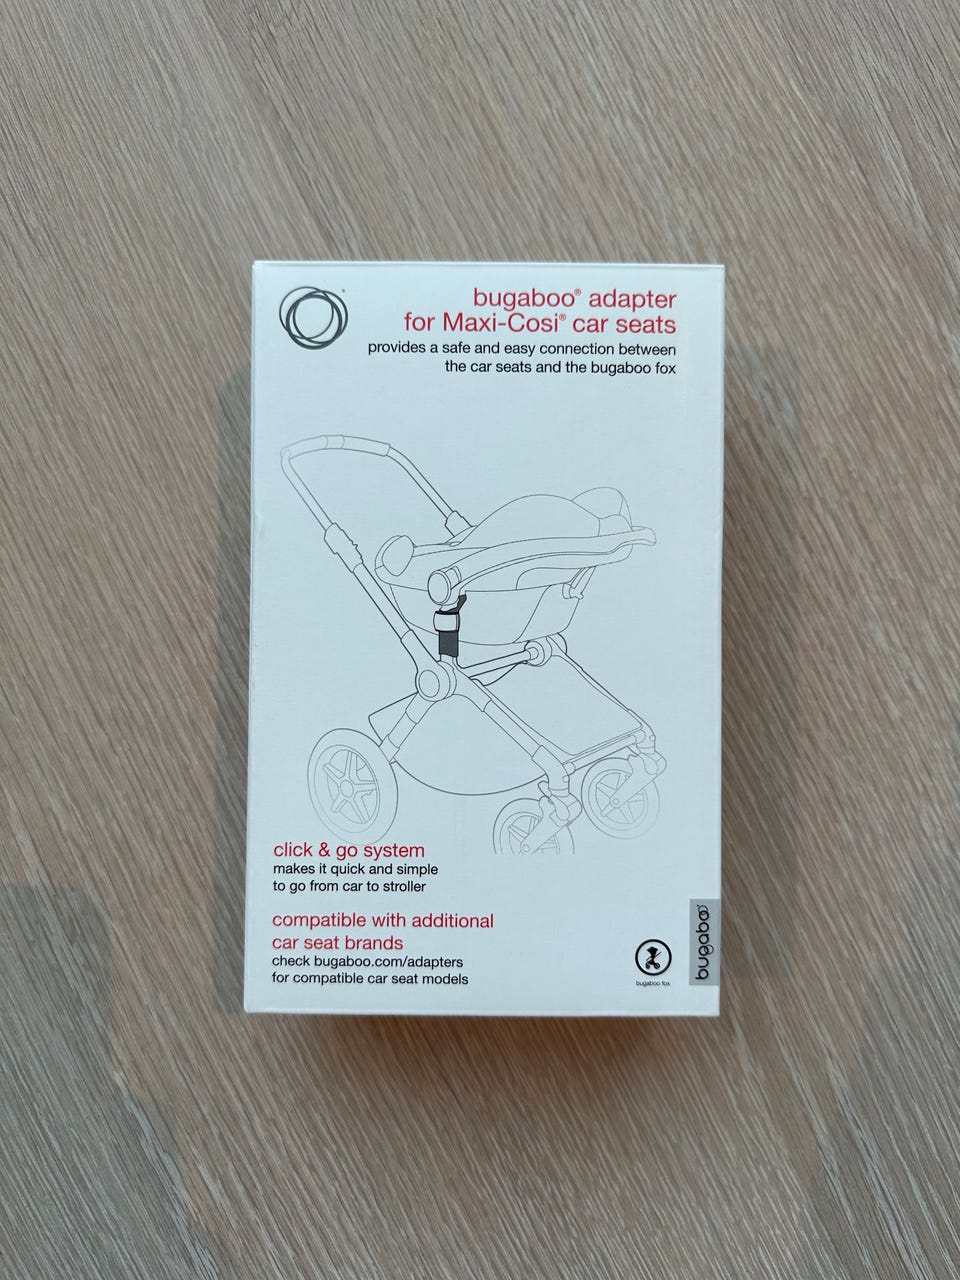 bugaboo® adapter
for Maxi-Cosi® car seats
provides a safe and easy connection between
the car seats and the bugaboo fox
click & go system
makes it quick and simple
to go from car to stroller
compatible with additional
car seat brands
check bugaboo.com/adapters
for compatible car seat models
bugaboo fox
bugaboo